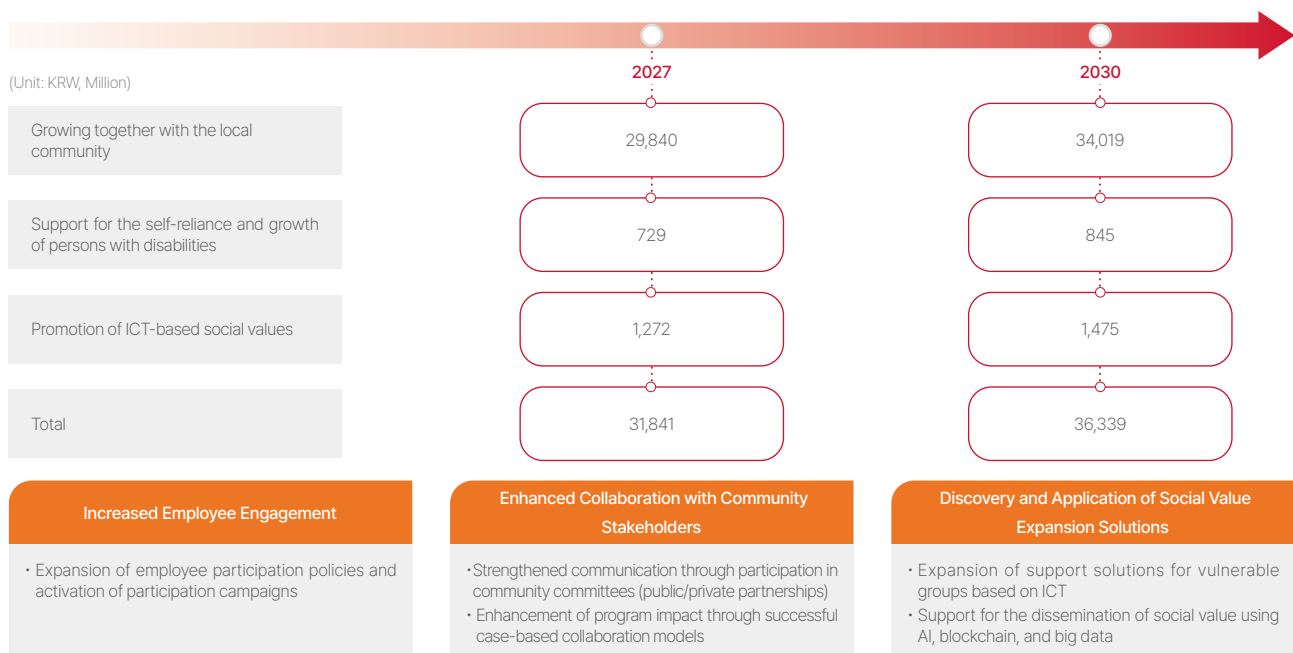 2027
2030
(Unit: KRW, Million)
Growing together with the local
community
29,840
34,019
Support for the self-reliance and growth
of persons with disabilities
729
845
Promotion of ICT-based social values
1,272
1,475
Total
31,841
36,339
Increased Employee Engagement
• Expansion of employee participation policies and
activation of participation campaigns
Enhanced Collaboration with Community
Stakeholders
•Strengthened communication through participation in
community committees (public/private partnerships)
• Enhancement of program impact through successful
case-based collaboration models
Discovery and Application of Social Value
Expansion Solutions
• Expansion of support solutions for vulnerable
groups based on ICT
• Support for the dissemination of social value using
AI, blockchain, and big data